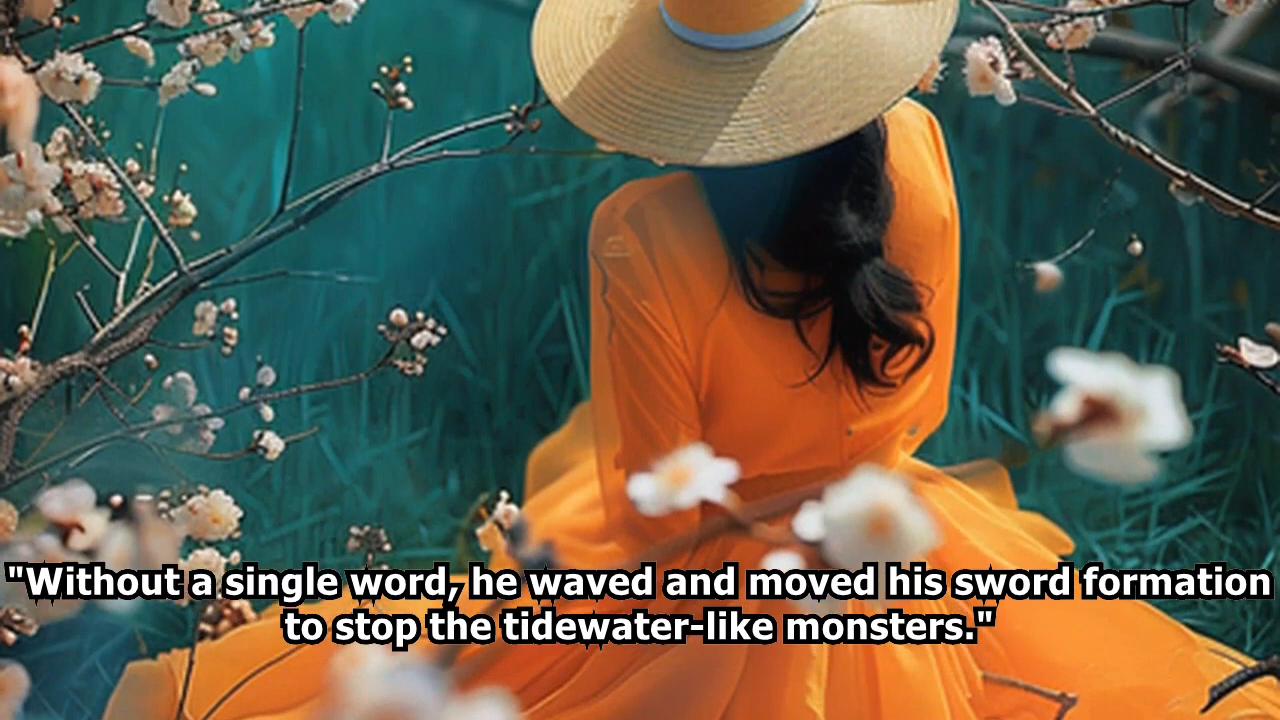 "Without a single word, he waved and moved his sword formation
to stop the tidewater-like monsters."